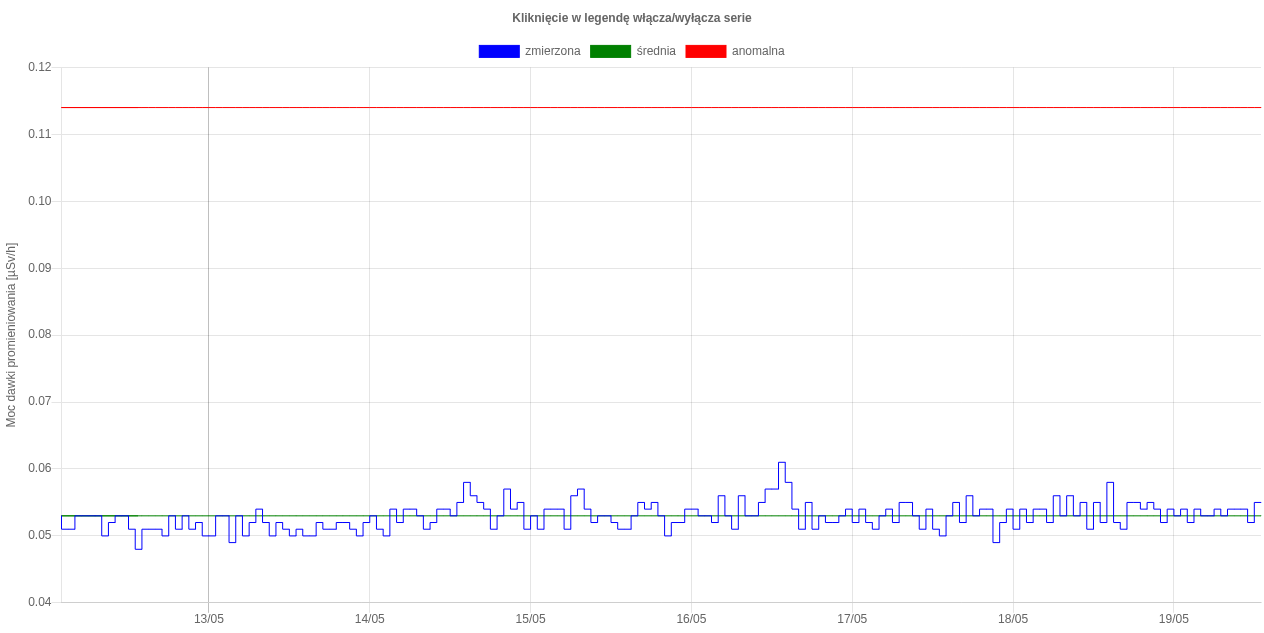 Kliknięcie w legendę włącza/wyłącza serie
zmierzona średnia anomalna
Moc dawki promieniowania [µSv/h]
0.12
0.11
0.10
0.09
0.08
0.07
0.06
0.05
0.04
13/05 14/05 15/05 16/05 17/05 18/05 19/05